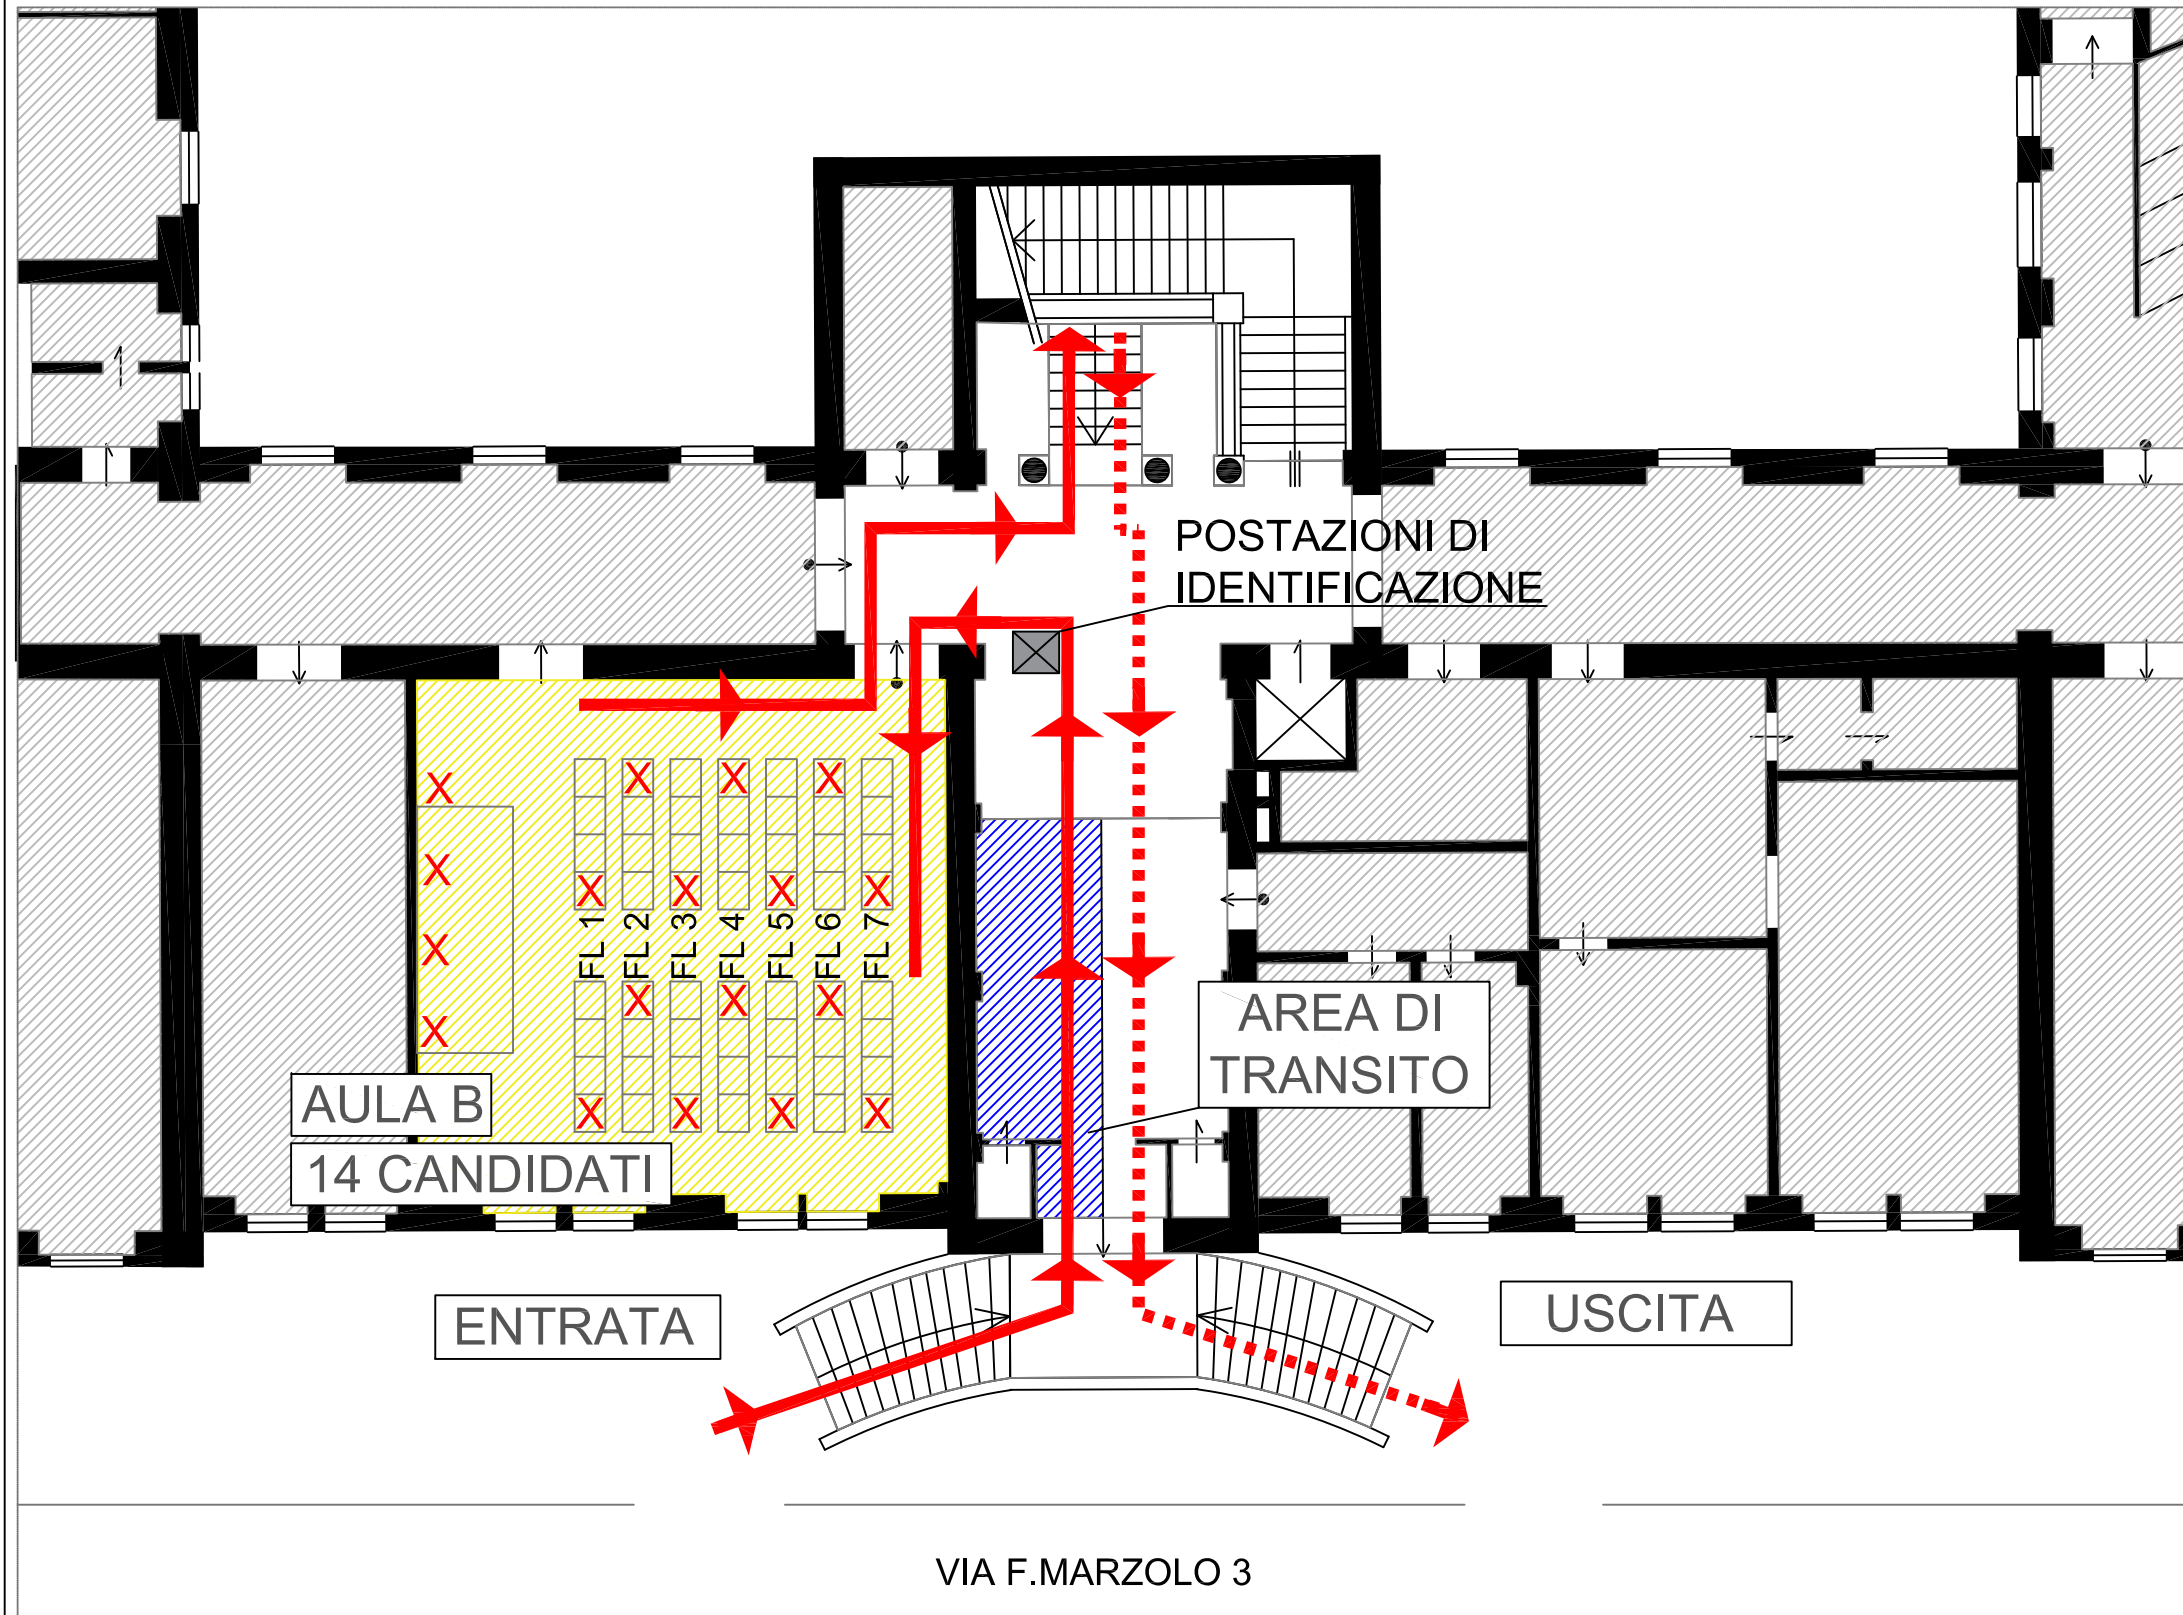 POSTAZIONI DI
IDENTIFICAZIONE
X
X
X
X
X
X
X
X
X
X
X
FL 1
FL 2
FL 3
FL 4
FL 5
FL 6
FL 7
X
X
X
X
X
X
X
AREA DI
TRANSITO
AULA B
14 CANDIDATI
ENTRATA
USCITA
VIA F.MARZOLO 3